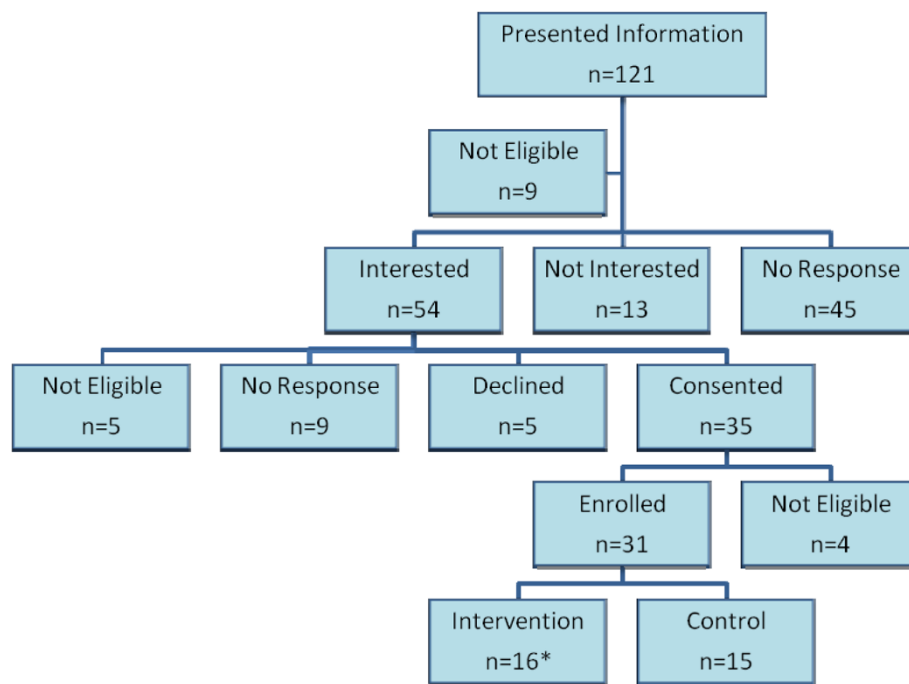 Presented Information
n=121
Not Eligible
n=9
Interested
n=54
Not Interested
n=13
No Response
n=45
Not Eligible
n=5
No Response
n=9
Declined
n=5
Consented
n=35
Enrolled
n=31
Not Eligible
n=4
Intervention
n=16*
Control
n=15